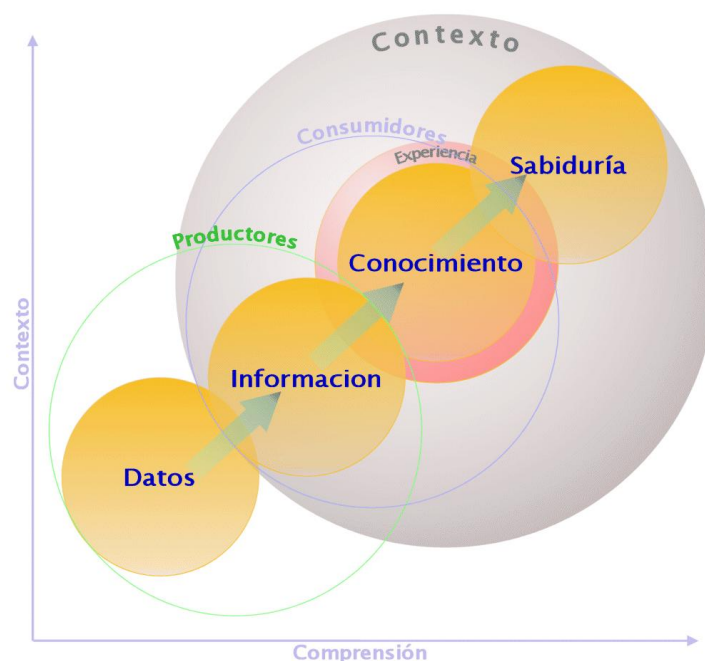 Contexto
Consumidores
Experiencia
Sabiduría
Productores
Conocimiento
Contexto
Informacion
Datos
Comprensión